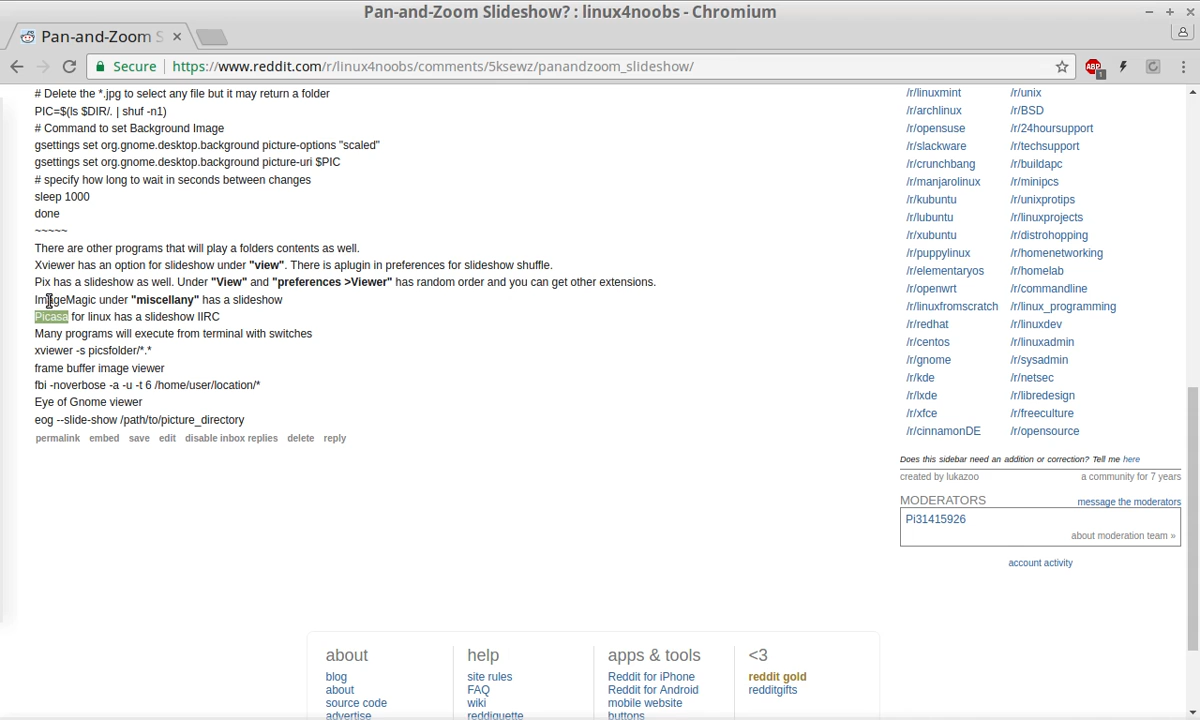 Pan-and-Zoom Slideshow? : linux4noobs - Chromium
Pan-and-Zoom S
Secure https://www.reddit.com/r/linux4noobs/comments/5ksewz/panandzoom_slideshow/
ABP
1
# Delete the *.jpg to select any file but it may return a folder
PIC=$(ls $DIR/. | shuf -n1)
# Command to set Background Image
gsettings set org.gnome.desktop.background picture-options "scaled"
gsettings set org.gnome.desktop.background picture-uri $PIC
# specify how long to wait in seconds between changes
sleep 1000
done
~~~~~
There are other programs that will play a folders contents as well.
Xviewer has an option for slideshow under "view". There is aplugin in preferences for slideshow shuffle.
Pix has a slideshow as well. Under "View" and "preferences >Viewer" has random order and you can get other extensions.
ImageMagic under "miscellany" has a slideshow
Picasa for linux has a slideshow IIRC
Many programs will execute from terminal with switches
xviewer -s picsfolder/*.*
frame buffer image viewer
fbi -noverbose -a -u -t 6 /home/user/location/*
Eye of Gnome viewer
eog --slide-show /path/to/picture_directory
permalink embed save edit disable inbox replies delete reply
/r/linuxmint /r/unix
/r/archlinux /r/BSD
/r/opensuse /r/24hoursupport
/r/slackware /r/techsupport
/r/crunchbang /r/buildapc
/r/manjarolinux /r/minipcs
/r/kubuntu /r/unixprotips
/r/lubuntu /r/linuxprojects
/r/xubuntu /r/distrohopping
/r/puppylinux /r/homenetworking
/r/elementaryos /r/homelab
/r/openwrt /r/commandline
/r/linuxfromscratch /r/linux_programming
/r/redhat /r/linuxdev
/r/centos /r/linuxadmin
/r/gnome /r/sysadmin
/r/kde /r/netsec
/r/lxde /r/libredesign
/r/xfce /r/freeculture
/r/cinnamonDE /r/opensource
Does this sidebar need an addition or correction? Tell me here
created by lukazoo a community for 7 years
MODERATORS message the moderators
Pi31415926
about moderation team »
account activity
about help apps & tools <3
blog site rules Reddit for iPhone reddit gold
about FAQ Reddit for Android redditgifts
source code wiki mobile website
advertise reddiquette buttons